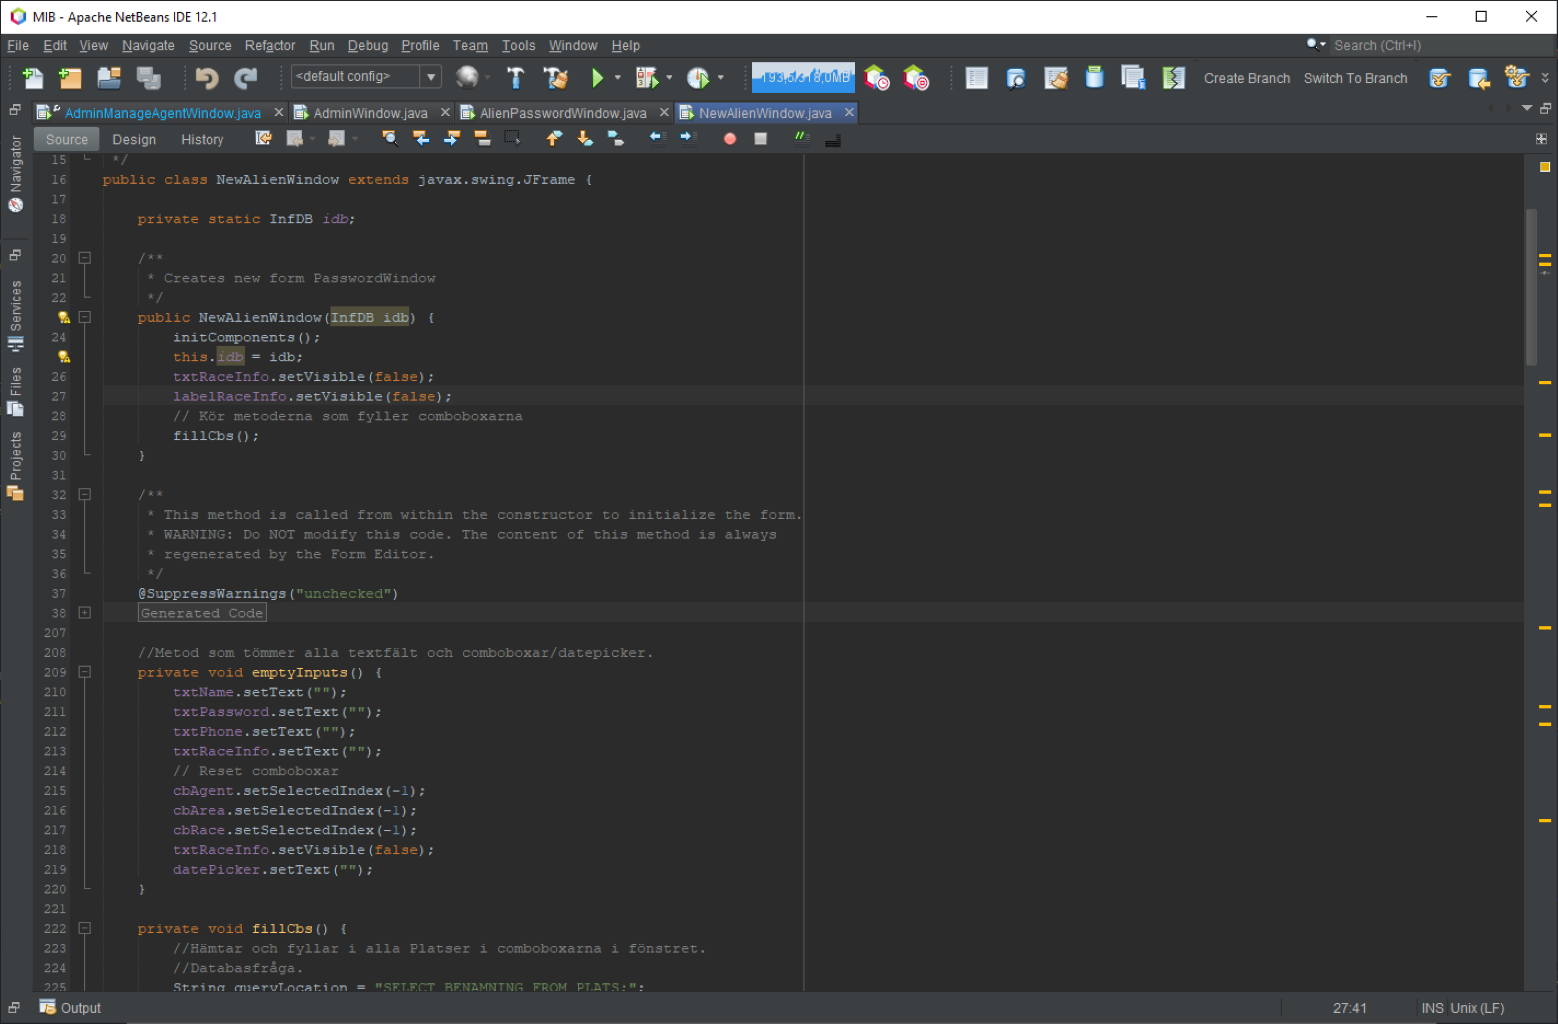 MIB - Apache NetBeans IDE 12.1
File Edit View Navigate Source Refactor Run Debug Profile Team Tools Window Help
Search (Ctrl+I)
<default config>
193,5/318,0MB
Create Branch Switch To Branch
AdminManageAgentWindow.java AdminWindow.java AlienPasswordWindow.java NewAlienWindow.java
Source Design History
Navigator
Services
Files
Projects
15 */
16 public class NewAlienWindow extends javax.swing.JFrame {
17
18 private static InfDB idb;
19
20 /**
21 * Creates new form PasswordWindow
22 */
public NewAlienWindow(InfDB idb) {
24 initComponents();
this.idb = idb;
26 txtRaceInfo.setVisible(false);
27 labelRaceInfo.setVisible(false);
28 // Kör metoderna som fyller comboboxarna
29 fillCbs();
30 }
31
32 /**
33 * This method is called from within the constructor to initialize the form.
34 * WARNING: Do NOT modify this code. The content of this method is always
35 * regenerated by the Form Editor.
36 */
37 @SuppressWarnings("unchecked")
38 Generated Code
207
208 //Metod som tömmer alla textfält och comboboxar/datepicker.
209 private void emptyInputs() {
210 txtName.setText("");
211 txtPassword.setText("");
212 txtPhone.setText("");
213 txtRaceInfo.setText("");
214 // Reset comboboxar
215 cbAgent.setSelectedIndex(-1);
216 cbArea.setSelectedIndex(-1);
217 cbRace.setSelectedIndex(-1);
218 txtRaceInfo.setVisible(false);
219 datePicker.setText("");
220 }
221
222 private void fillCbs() {
223 //Hämtar och fyllar i alla Platser i comboboxarna i fönstret.
224 //Databasfråga.
225 String queryLocation = "SELECT BENAMNING FROM PLATS;";
Output
27:41 INS Unix (LF)